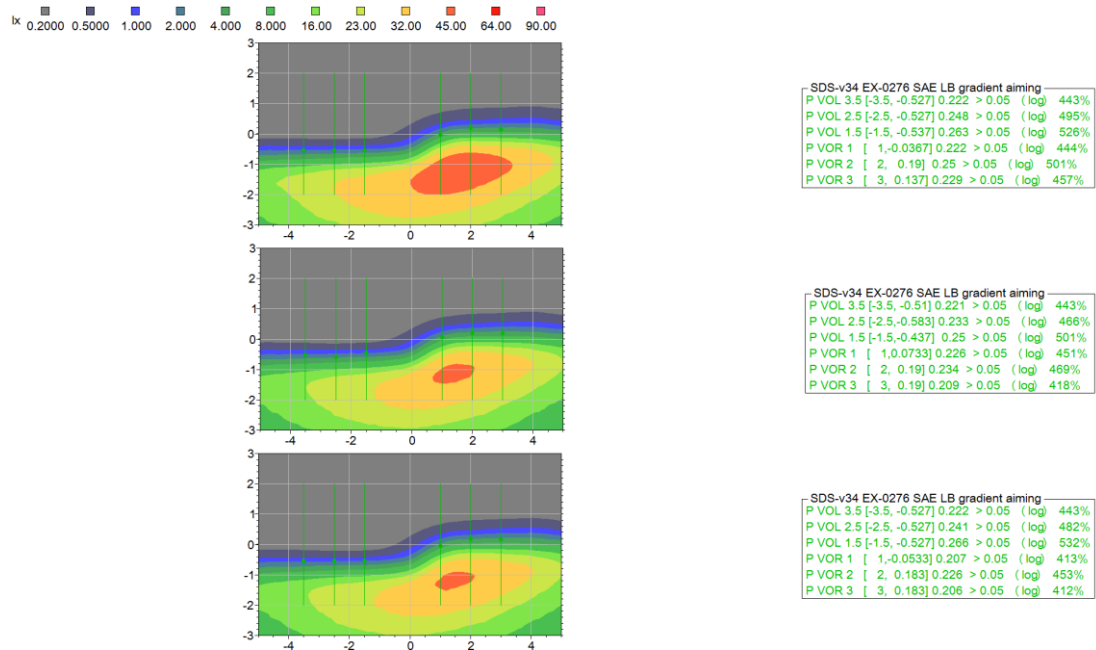 lx 0.2000 0.5000 1.000 2.000 4.000 8.000 16.00 23.00 32.00 45.00 64.00 90.00
3
2
1
0
-1
-2
-3
-4 -2 0 2 4
SDS-v34 EX-0276 SAE LB gradient aiming
P VOL 3.5 [-3.5, -0.527] 0.222 > 0.05 (log) 443%
P VOL 2.5 [-2.5, -0.527] 0.248 > 0.05 (log) 495%
P VOL 1.5 [-1.5, -0.537] 0.263 > 0.05 (log) 526%
P VOR 1 [ 1,-0.0367] 0.222 > 0.05 (log) 444%
P VOR 2 [ 2, 0.19] 0.25 > 0.05 (log) 501%
P VOR 3 [ 3, 0.137] 0.229 > 0.05 (log) 457%
3
2
1
0
-1
-2
-3
-4 -2 0 2 4
SDS-v34 EX-0276 SAE LB gradient aiming
P VOL 3.5 [-3.5, -0.51] 0.221 > 0.05 (log) 443%
P VOL 2.5 [-2.5,-0.583] 0.233 > 0.05 (log) 466%
P VOL 1.5 [-1.5,-0.437] 0.25 > 0.05 (log) 501%
P VOR 1 [ 1,0.0733] 0.226 > 0.05 (log) 451%
P VOR 2 [ 2, 0.19] 0.234 > 0.05 (log) 469%
P VOR 3 [ 3, 0.19] 0.209 > 0.05 (log) 418%
3
2
1
0
-1
-2
-3
-4 -2 0 2 4
SDS-v34 EX-0276 SAE LB gradient aiming
P VOL 3.5 [-3.5, -0.527] 0.222 > 0.05 (log) 443%
P VOL 2.5 [-2.5, -0.527] 0.241 > 0.05 (log) 482%
P VOL 1.5 [-1.5, -0.527] 0.266 > 0.05 (log) 532%
P VOR 1 [ 1,-0.0533] 0.207 > 0.05 (log) 413%
P VOR 2 [ 2, 0.183] 0.226 > 0.05 (log) 453%
P VOR 3 [ 3, 0.183] 0.206 > 0.05 (log) 412%